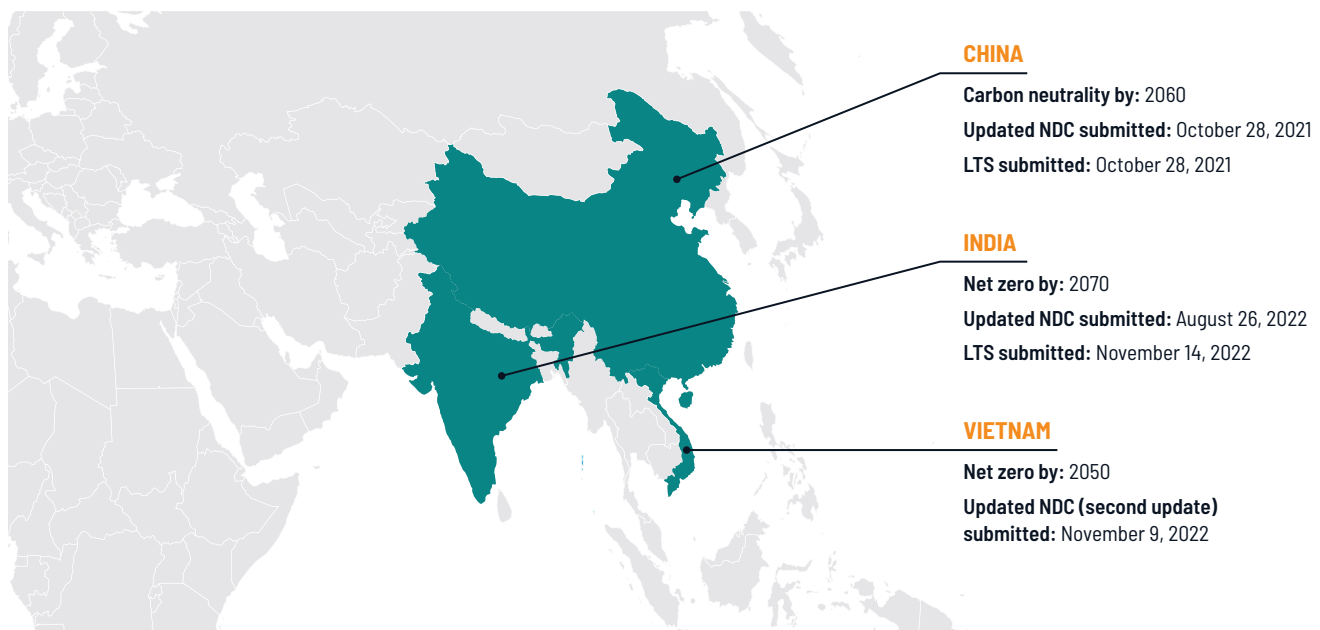 CHINA
Carbon neutrality by: 2060
Updated NDC submitted: October 28, 2021
LTS submitted: October 28, 2021
INDIA
Net zero by: 2070
Updated NDC submitted: August 26, 2022
LTS submitted: November 14, 2022
VIETNAM
Net zero by: 2050
Updated NDC (second update)
submitted: November 9, 2022